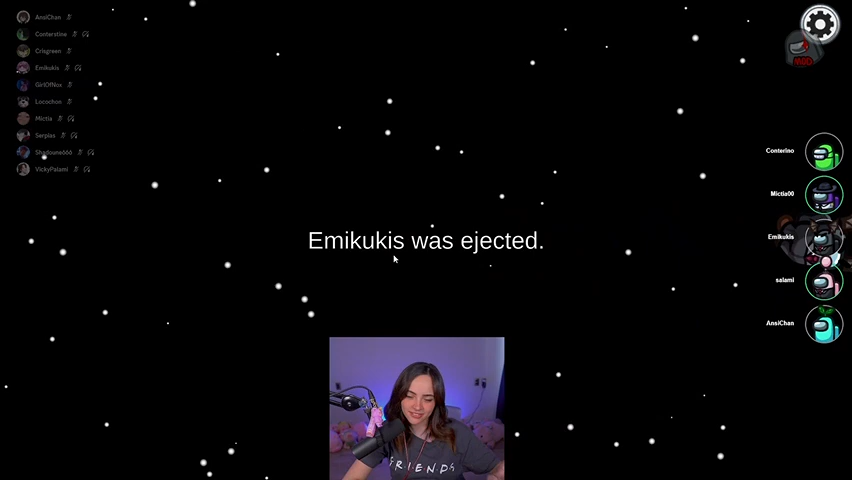 AnsiChan
Conterstine
Crisgreen
Emikukis
GirlOfNox
Locochon
Mictia
Serplas
Shadoune666
VickyPalami
MOD
Conterino
Mictia00
Emikukis
salami
AnsiChan
Emikukis was ejected.
FRIENDS